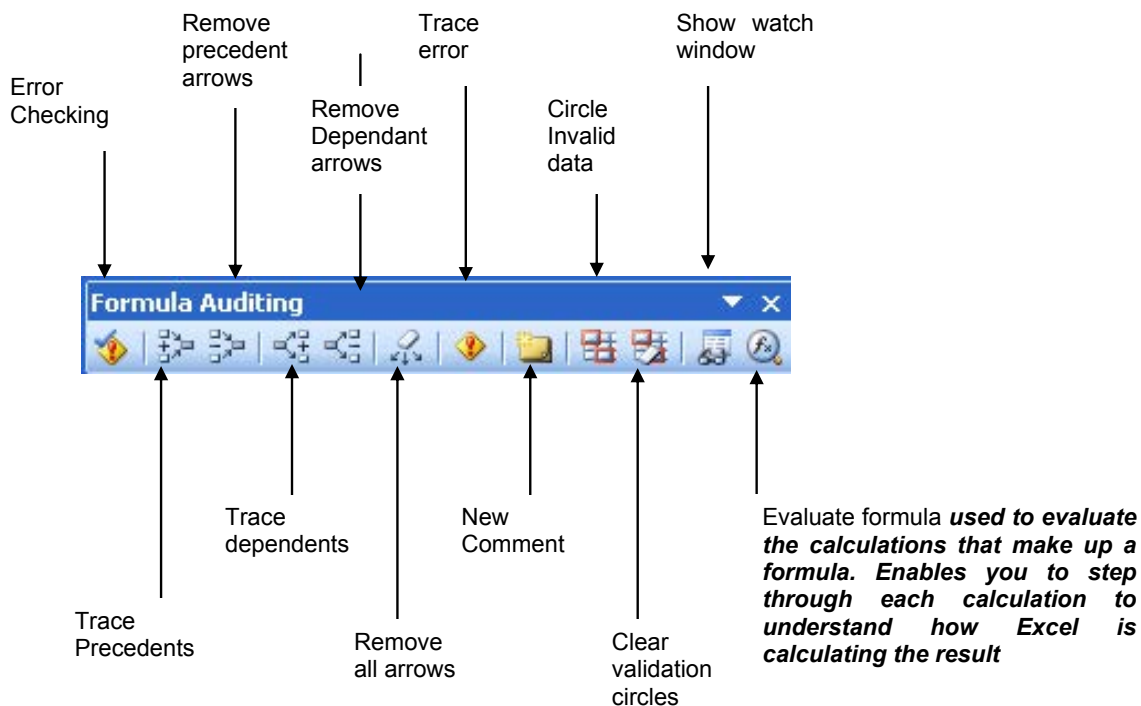 Remove
precedent
arrows
Trace
error
Show watch
window
Error
Checking
Remove
Dependant
arrows
Circle
Invalid
data
Formula Auditing
Trace
dependents
New
Comment
Evaluate formula used to evaluate
the calculations that make up a
formula. Enables you to step
through each calculation to
understand how Excel is
calculating the result
Trace
Precedents
Remove
all arrows
Clear
validation
circles